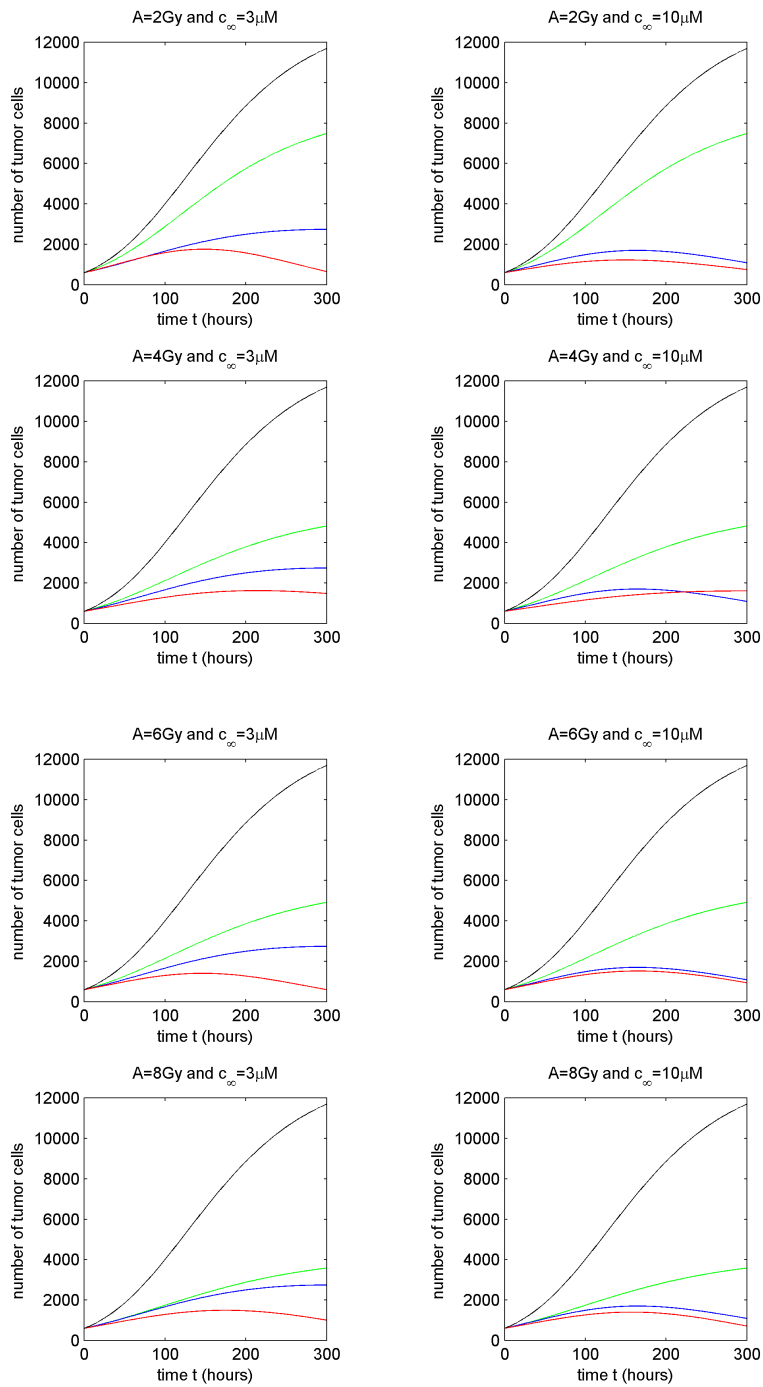 A=2Gy and c∞=3μM
A=2Gy and c∞=10μM
12000
10000
8000
6000
4000
2000
0
number of tumor cells
0 100 200 300
time t (hours)
12000
10000
8000
6000
4000
2000
0
number of tumor cells
0 100 200 300
time t (hours)
A=4Gy and c∞=3μM
A=4Gy and c∞=10μM
12000
10000
8000
6000
4000
2000
0
number of tumor cells
0 100 200 300
time t (hours)
12000
10000
8000
6000
4000
2000
0
number of tumor cells
0 100 200 300
time t (hours)
A=6Gy and c∞=3μM
A=6Gy and c∞=10μM
12000
10000
8000
6000
4000
2000
0
number of tumor cells
0 100 200 300
time t (hours)
12000
10000
8000
6000
4000
2000
0
number of tumor cells
0 100 200 300
time t (hours)
A=8Gy and c∞=3μM
A=8Gy and c∞=10μM
12000
10000
8000
6000
4000
2000
0
number of tumor cells
0 100 200 300
time t (hours)
12000
10000
8000
6000
4000
2000
0
number of tumor cells
0 100 200 300
time t (hours)